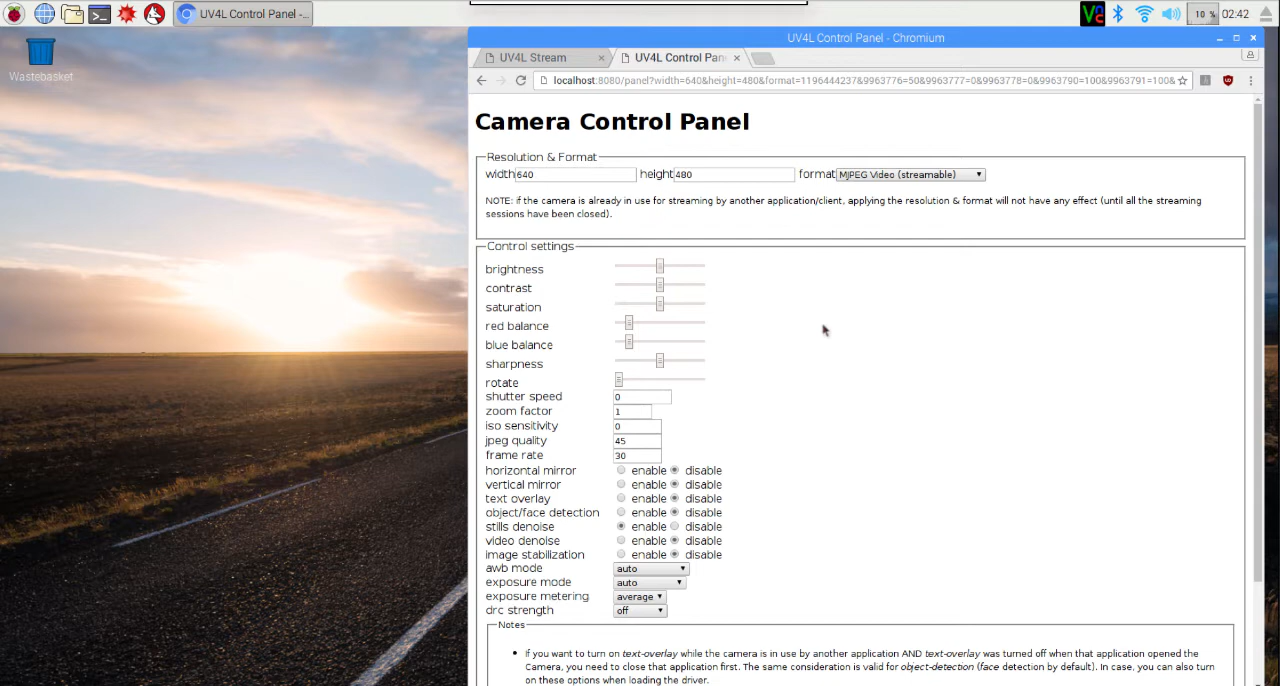 UV4L Control Panel -...
10 %
02:42
Wastebasket
UV4L Control Panel - Chromium
UV4L Stream
UV4L Control Pan
localhost:8080/panel?width=640&height=480&format=1196444237&9963776=50&9963777=0&9963778=0&9963790=100&9963791=100&
Camera Control Panel
Resolution & Format
width 640 height 480 format MJPEG Video (streamable)
NOTE: if the camera is already in use for streaming by another application/client, applying the resolution & format will not have any effect (until all the streaming
sessions have been closed).
Control settings
brightness
contrast
saturation
red balance
blue balance
sharpness
rotate
shutter speed 0
zoom factor 1
iso sensitivity 0
jpeg quality 45
frame rate 30
horizontal mirror enable disable
vertical mirror enable disable
text overlay enable disable
object/face detection enable disable
stills denoise enable disable
video denoise enable disable
image stabilization enable disable
awb mode auto
exposure mode auto
exposure metering average
drc strength off
Notes
• If you want to turn on text-overlay while the camera is in use by another application AND text-overlay was turned off when that application opened the
Camera, you need to close that application first. The same consideration is valid for object-detection (face detection by default). In case, you can also turn
on these options when loading the driver.